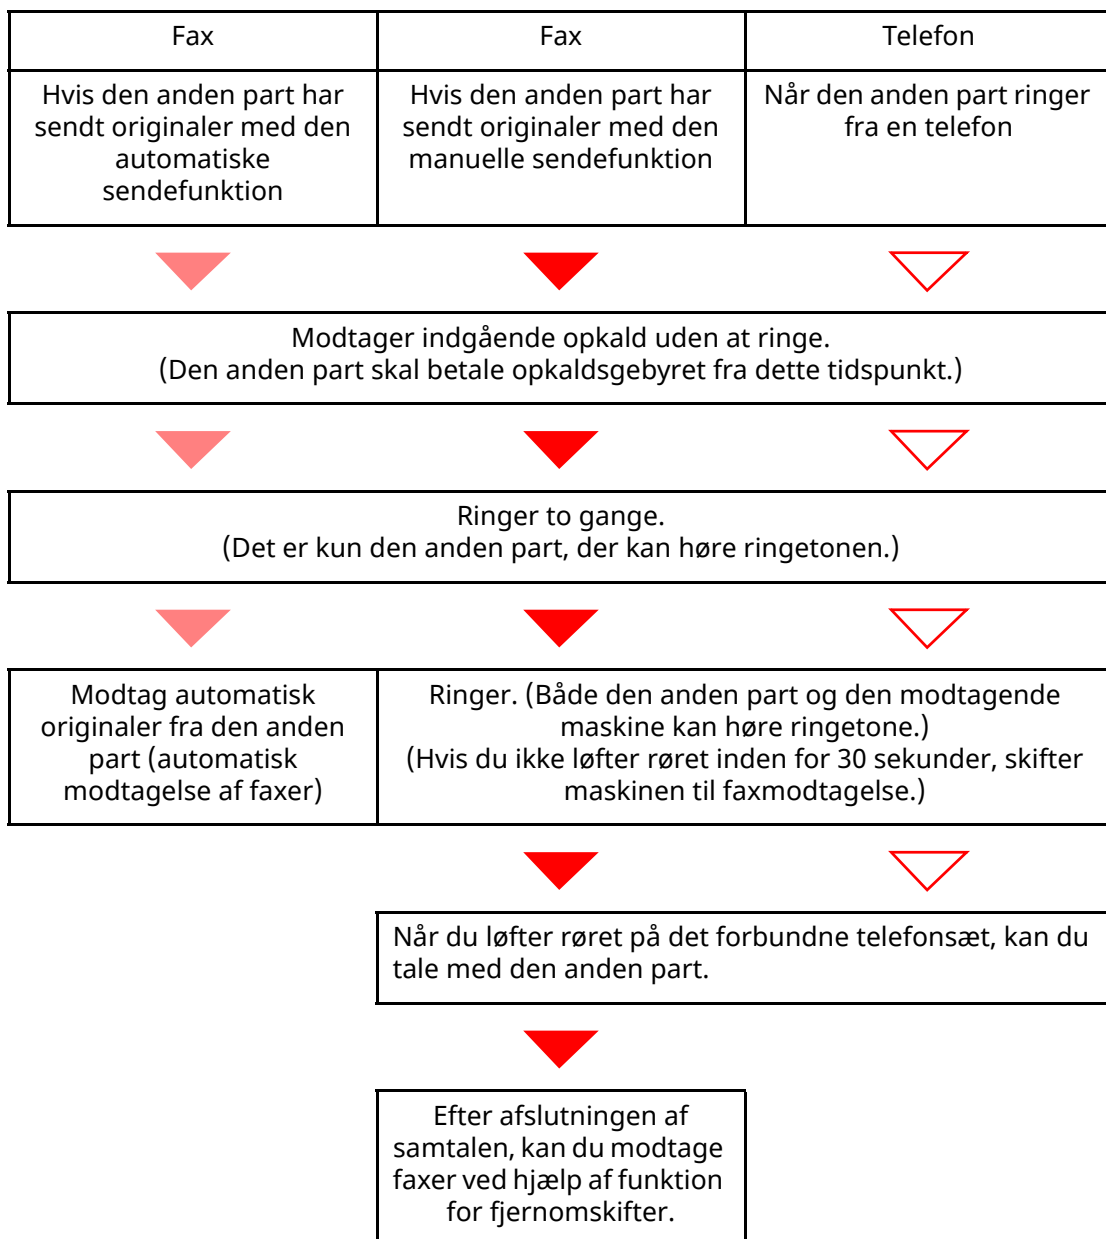 Fax
Fax
Telefon
Hvis den anden part har
sendt originaler med den
automatiske
sendefunktion
Hvis den anden part har
sendt originaler med den
manuelle sendefunktion
Når den anden part ringer
fra en telefon
Modtager indgående opkald uden at ringe.
(Den anden part skal betale opkaldsgebyret fra dette tidspunkt.)
Ringer to gange.
(Det er kun den anden part, der kan høre ringetonen.)
Modtag automatisk
originaler fra den anden
part (automatisk
modtagelse af faxer)
Ringer. (Både den anden part og den modtagende
maskine kan høre ringetone.)
(Hvis du ikke løfter røret inden for 30 sekunder, skifter
maskinen til faxmodtagelse.)
Når du løfter røret på det forbundne telefonsæt, kan du
tale med den anden part.
Efter afslutningen af
samtalen, kan du modtage
faxer ved hjælp af funktion
for fjernomskifter.